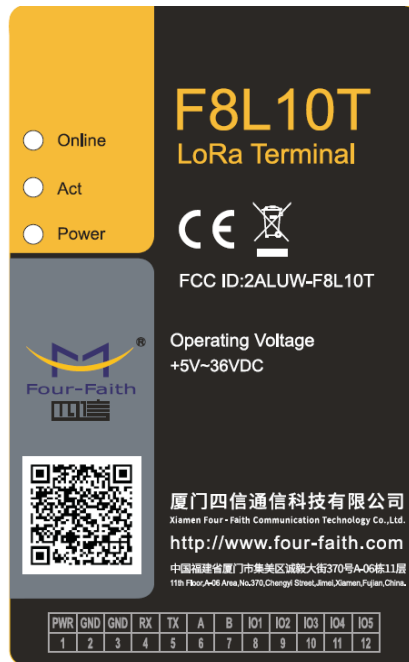 F8L10T
LoRa Terminal
Online
Act
Power
CE
FCC ID:2ALUW-F8L10T
Operating Voltage
+5V~36VDC
®
Four-Faith
四信
厦门四信通信科技有限公司
Xiamen Four-Faith Communication Technology Co.,Ltd.
http://www.four-faith.com
中国福建省厦门市集美区诚毅大街370号A-06栋11层
11th Floor,A-06 Area,No.370,Chengyi Street,Jimei,Xiamen,Fujian,China.
PWR GND GND RX TX A B IO1 IO2 IO3 IO4 IO5
1 2 3 4 5 6 7 8 9 10 11 12